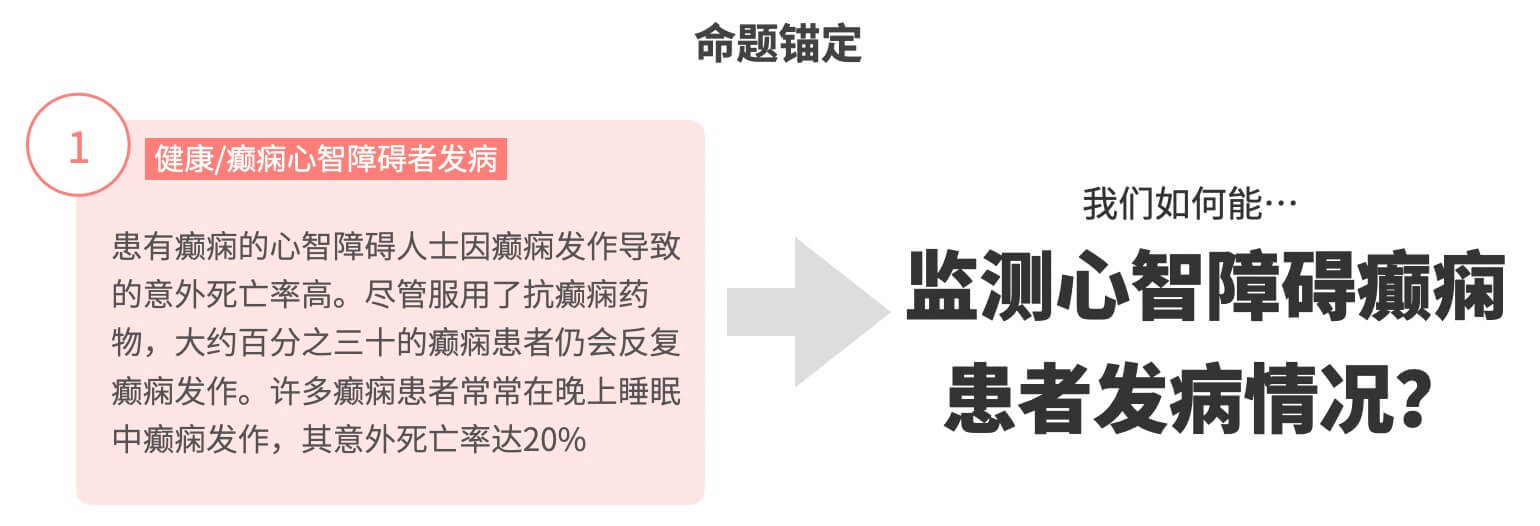 命题锚定
1
健康/癫痫心智障碍者发病
患有癫痫的心智障碍人士因癫痫发作导致
的意外死亡率高。尽管服用了抗癫痫药
物，大约百分之三十的癫痫患者仍会反复
癫痫发作。许多癫痫患者常常在晚上睡眠
中癫痫发作，其意外死亡率达20%
我们如何能…
监测心智障碍癫痫
患者发病情况？